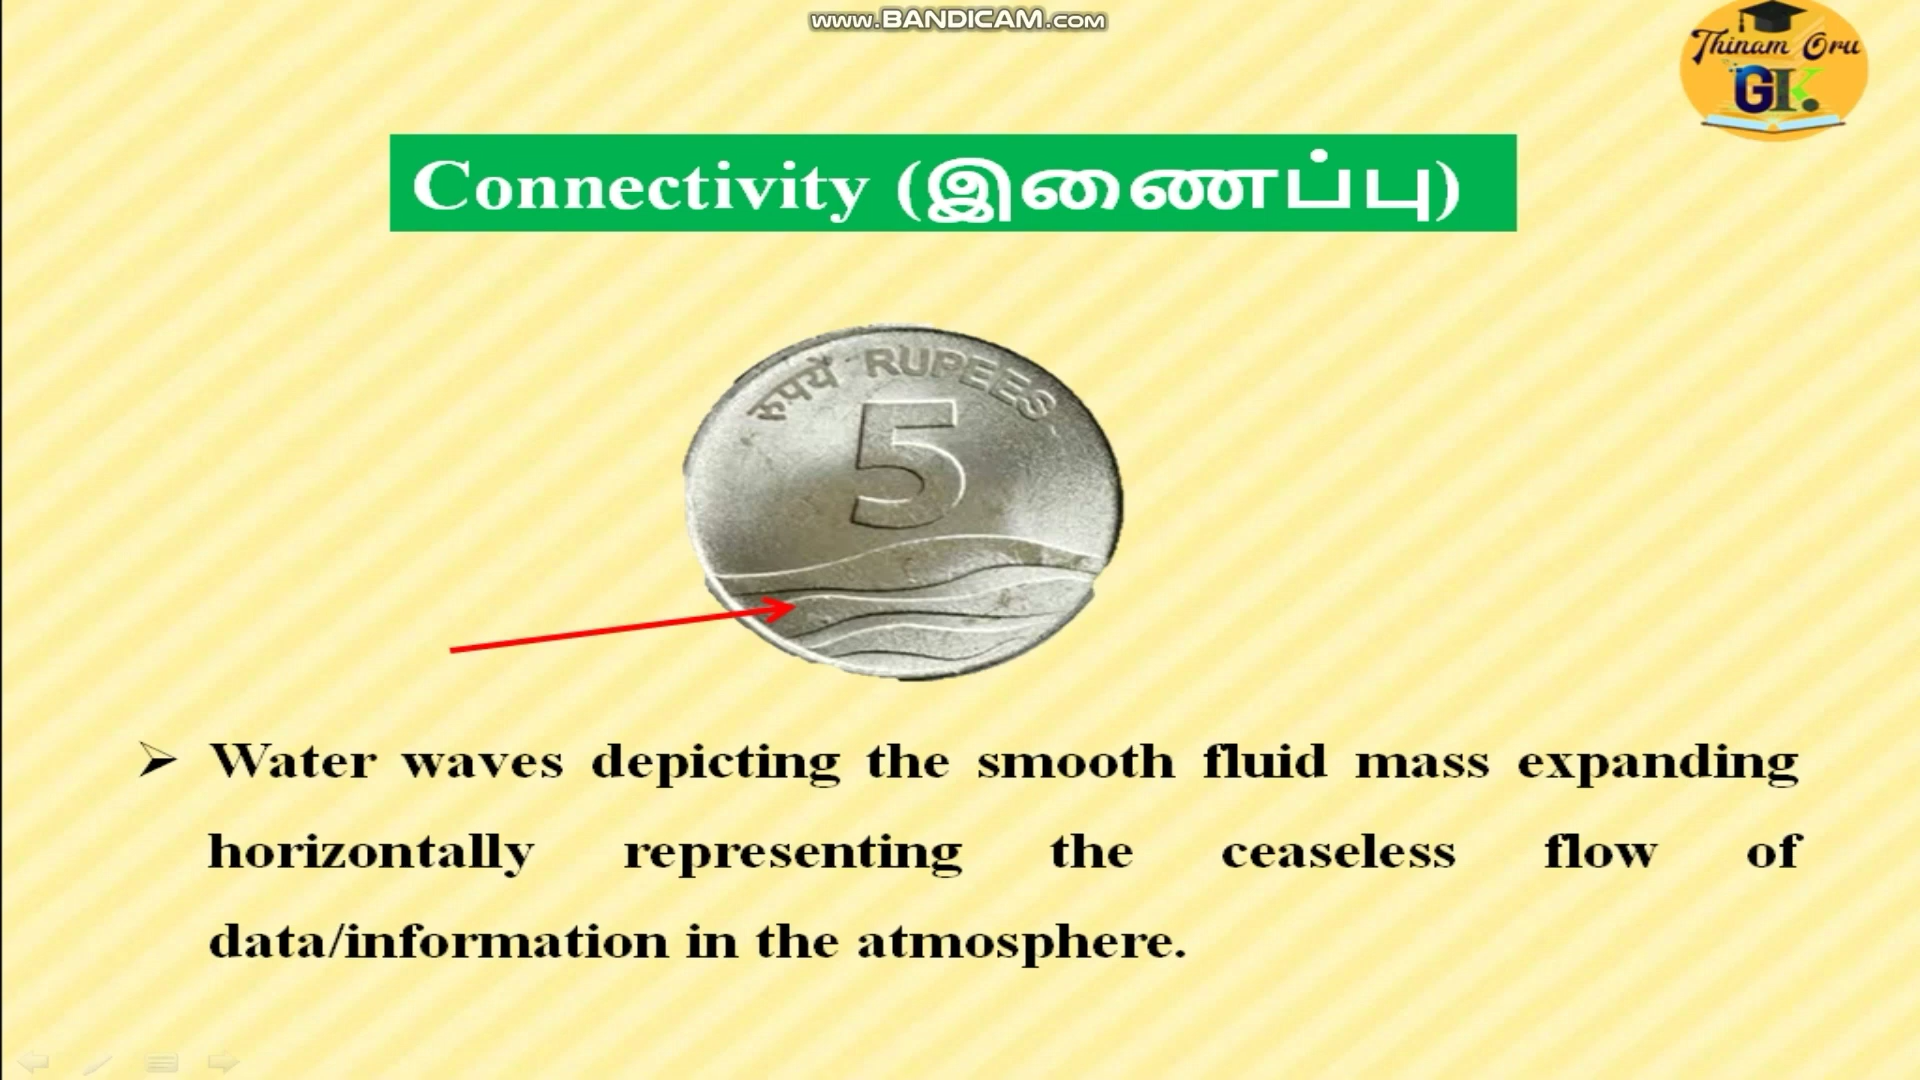 www.BANDICAM.com
Thinam Oru
GK
Connectivity (இணைப்பு)
रुपये RUPEES
5
➢ Water waves depicting the smooth fluid mass expanding
horizontally representing the ceaseless flow of
data/information in the atmosphere.